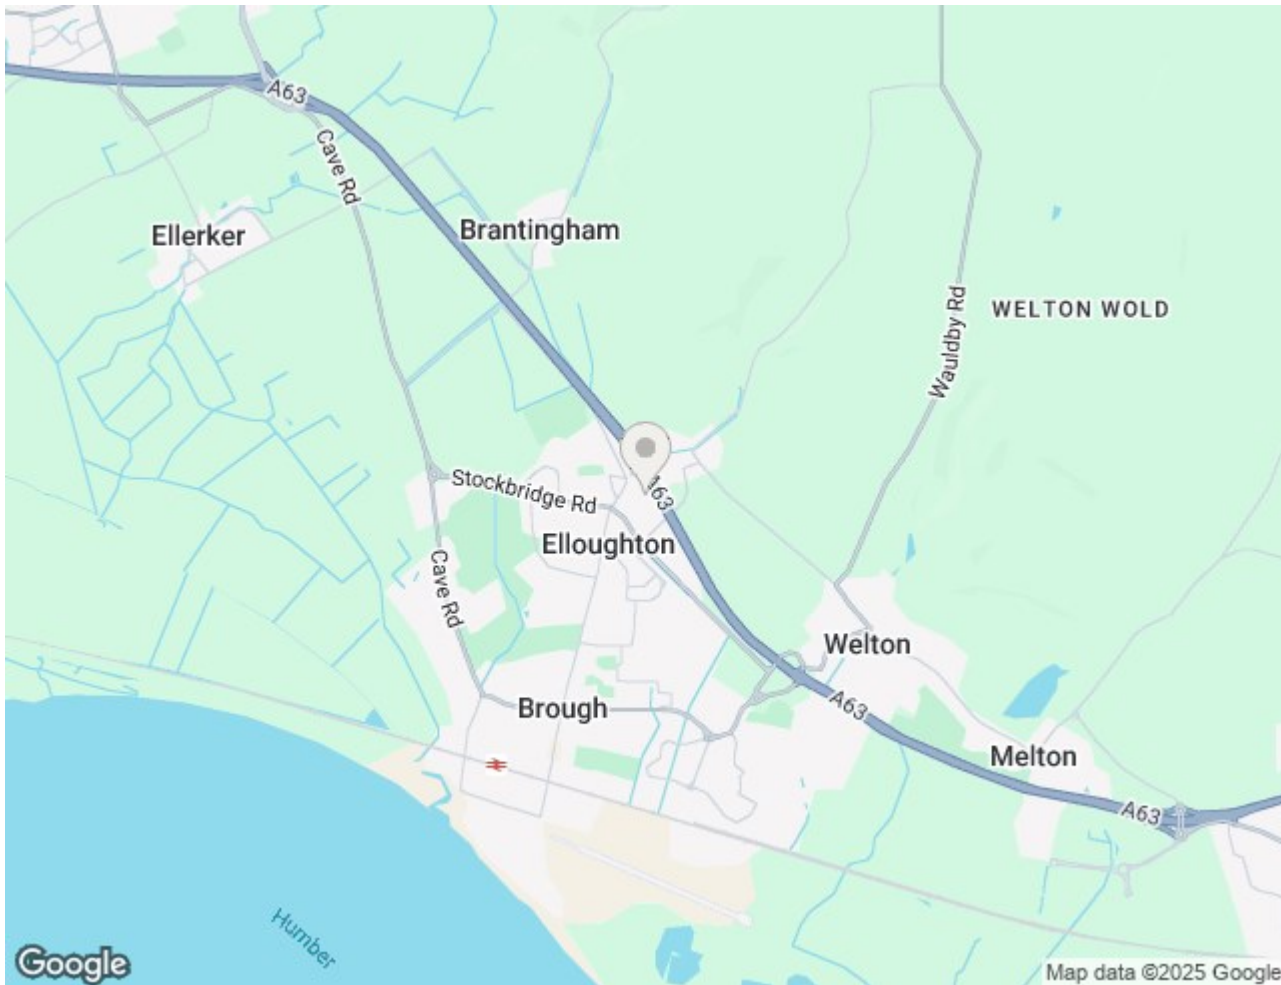 A63
Cave Rd
Ellerker
Brantingham
WELTON WOLD
Wauldby Rd
Stockbridge Rd
A63
Elloughton
Cave Rd
Welton
Brough
A63
Melton
A63
Humber
Google
Map data ©2025 Google